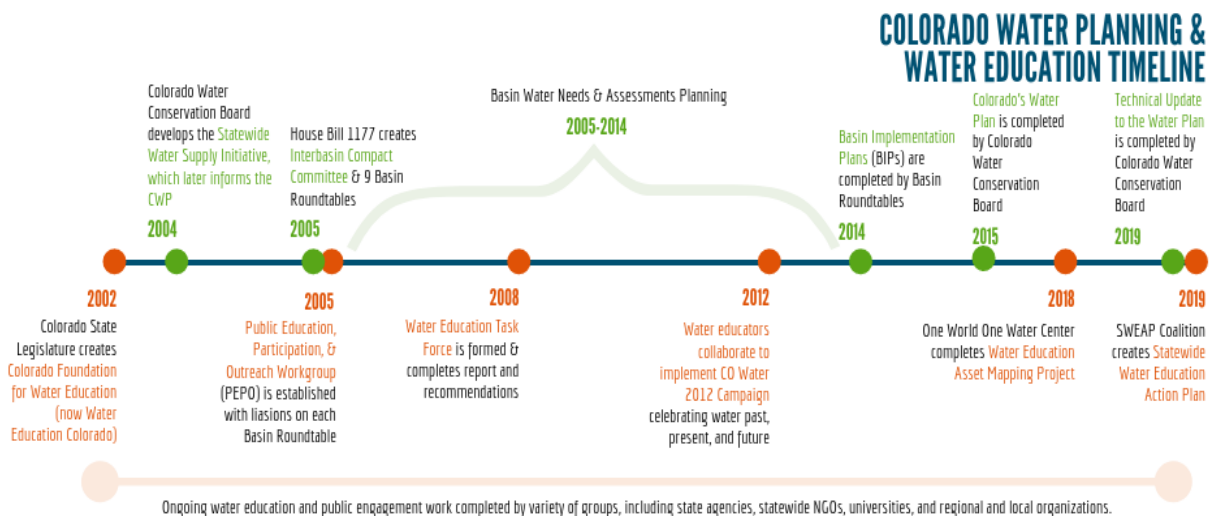 COLORADO WATER PLANNING &
WATER EDUCATION TIMELINE
Colorado Water
Conservation Board
develops the Statewide
Water Supply Initiative,
which later informs the
CWP
2004
House Bill 1177 creates
Interbasin Compact
Committee & 9 Basin
Roundtables
2005
Basin Water Needs & Assessments Planning
2005-2014
Basin Implementation
Plans (BIPs) are
completed by Basin
Roundtables
2014
Colorado's Water
Plan is completed
by Colorado
Water
Conservation
Board
2015
Technical Update
to the Water Plan
is completed by
Colorado Water
Conservation
Board
2019
2002
Colorado State
Legislature creates
Colorado Foundation
for Water Education
(now Water
Education Colorado)
2005
Public Education,
Participation, &
Outreach Workgroup
(PEPO) is established
with liasions on each
Basin Roundtable
2008
Water Education Task
Force is formed &
completes report and
recommendations
2012
Water educators
collaborate to
implement CO Water
2012 Campaign
celebrating water past,
present, and future
2018
One World One Water Center
completes Water Education
Asset Mapping Project
2019
SWEAP Coalition
creates Statewide
Water Education
Action Plan
Ongoing water education and public engagement work completed by variety of groups, including state agencies, statewide NGOs, universities, and regional and local organizations.